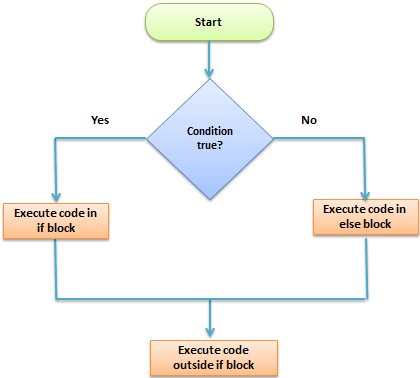 Start
Condition
true?
Yes
No
Execute code in
if block
Execute code in
else block
Execute code
outside if block